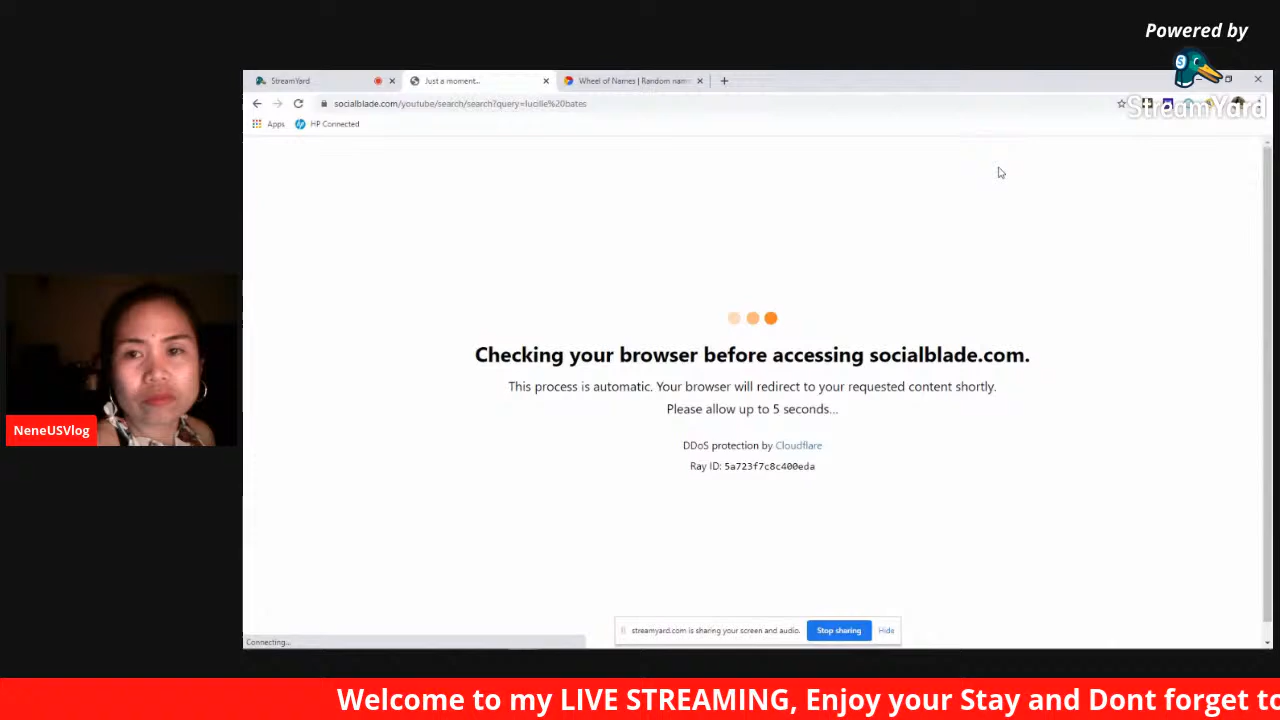 Powered by
StreamYard
StreamYard
Just a moment...
Wheel of Names | Random nam
socialblade.com/youtube/search/search?query=lucille%20bates
Apps
HP Connected
Checking your browser before accessing socialblade.com.
This process is automatic. Your browser will redirect to your requested content shortly.
Please allow up to 5 seconds...
DDoS protection by Cloudflare
Ray ID: 5a723f7c8c400eda
NeneUSVlog
streamyard.com is sharing your screen and audio.
Stop sharing
Hide
Connecting...
Welcome to my LIVE STREAMING, Enjoy your Stay and Dont forget to